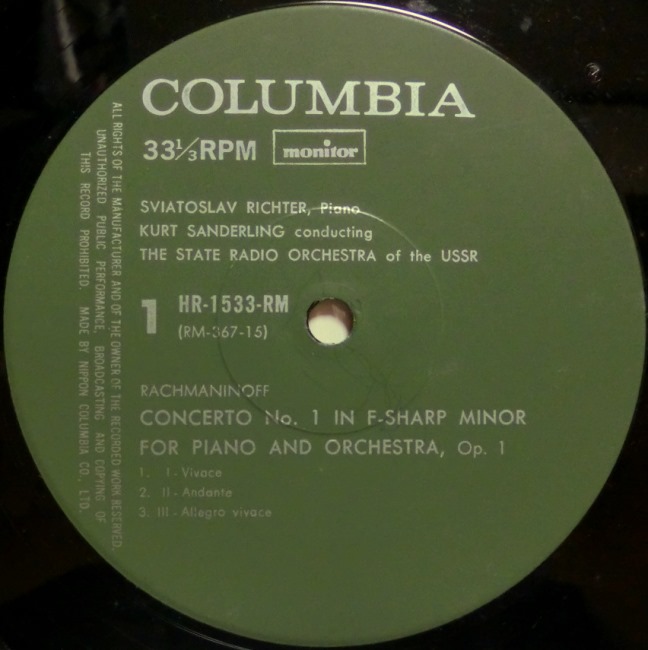 COLUMBIA
33⅓RPM monitor
SVIATOSLAV RICHTER, Piano
KURT SANDERLING conducting
THE STATE RADIO ORCHESTRA of the USSR
1 HR-1533-RM
(RM-367-15)
RACHMANINOFF
CONCERTO No. 1 IN F-SHARP MINOR
FOR PIANO AND ORCHESTRA, Op. 1
1. I - Vivace
2. II - Andante
3. III - Allegro vivace
ALL RIGHTS OF THE MANUFACTURER AND OF THE OWNER OF THE RECORDED WORK RESERVED.
UNAUTHORIZED PUBLIC PERFORMANCE, BROADCASTING AND COPYING OF
THIS RECORD PROHIBITED. MADE BY NIPPON COLUMBIA CO., LTD.